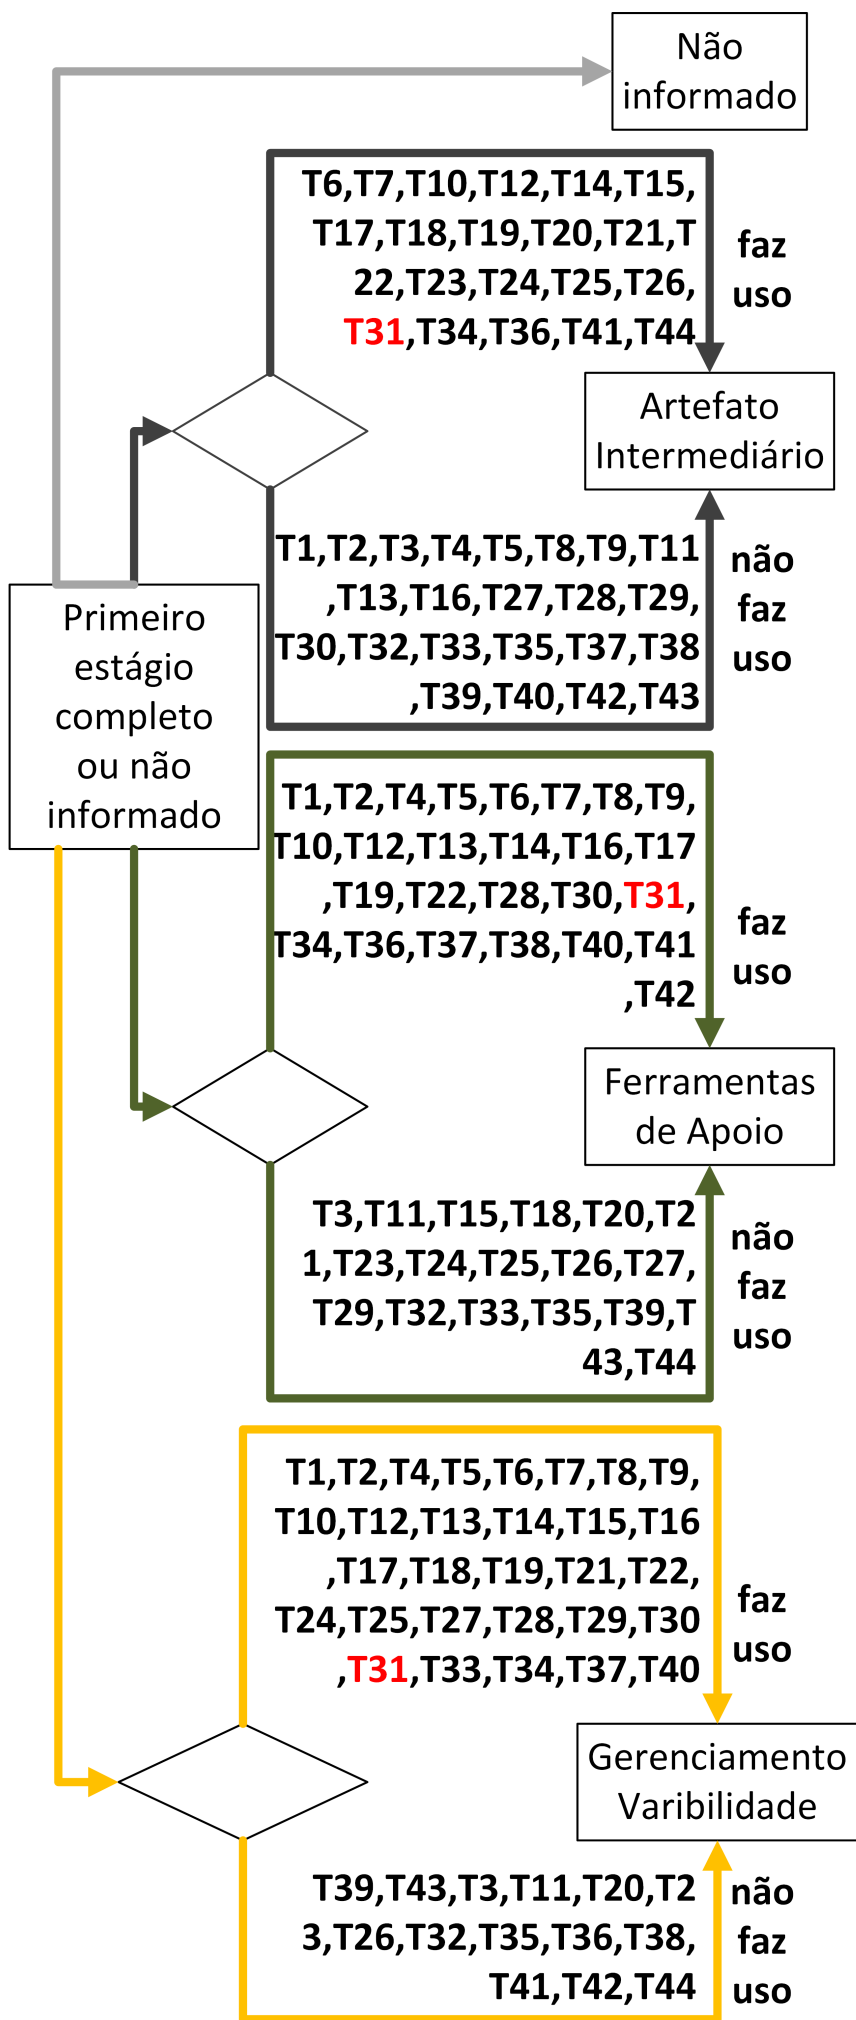 Não
informado
T6,T7,T10,T12,T14,T15,
T17,T18,T19,T20,T21,T
22,T23,T24,T25,T26,
T31,T34,T36,T41,T44
faz
uso
Artefato
Intermediário
T1,T2,T3,T4,T5,T8,T9,T11
,T13,T16,T27,T28,T29,
T30,T32,T33,T35,T37,T38
,T39,T40,T42,T43
não
faz
uso
Primeiro
estágio
completo
ou não
informado
T1,T2,T4,T5,T6,T7,T8,T9,
T10,T12,T13,T14,T16,T17
,T19,T22,T28,T30,T31,
T34,T36,T37,T38,T40,T41
,T42
faz
uso
Ferramentas
de Apoio
T3,T11,T15,T18,T20,T2
1,T23,T24,T25,T26,T27,
T29,T32,T33,T35,T39,T
43,T44
não
faz
uso
T1,T2,T4,T5,T6,T7,T8,T9,
T10,T12,T13,T14,T15,T16
,T17,T18,T19,T21,T22,
T24,T25,T27,T28,T29,T30
,T31,T33,T34,T37,T40
faz
uso
Gerenciamento
Varibilidade
T39,T43,T3,T11,T20,T2
3,T26,T32,T35,T36,T38,
T41,T42,T44
não
faz
uso